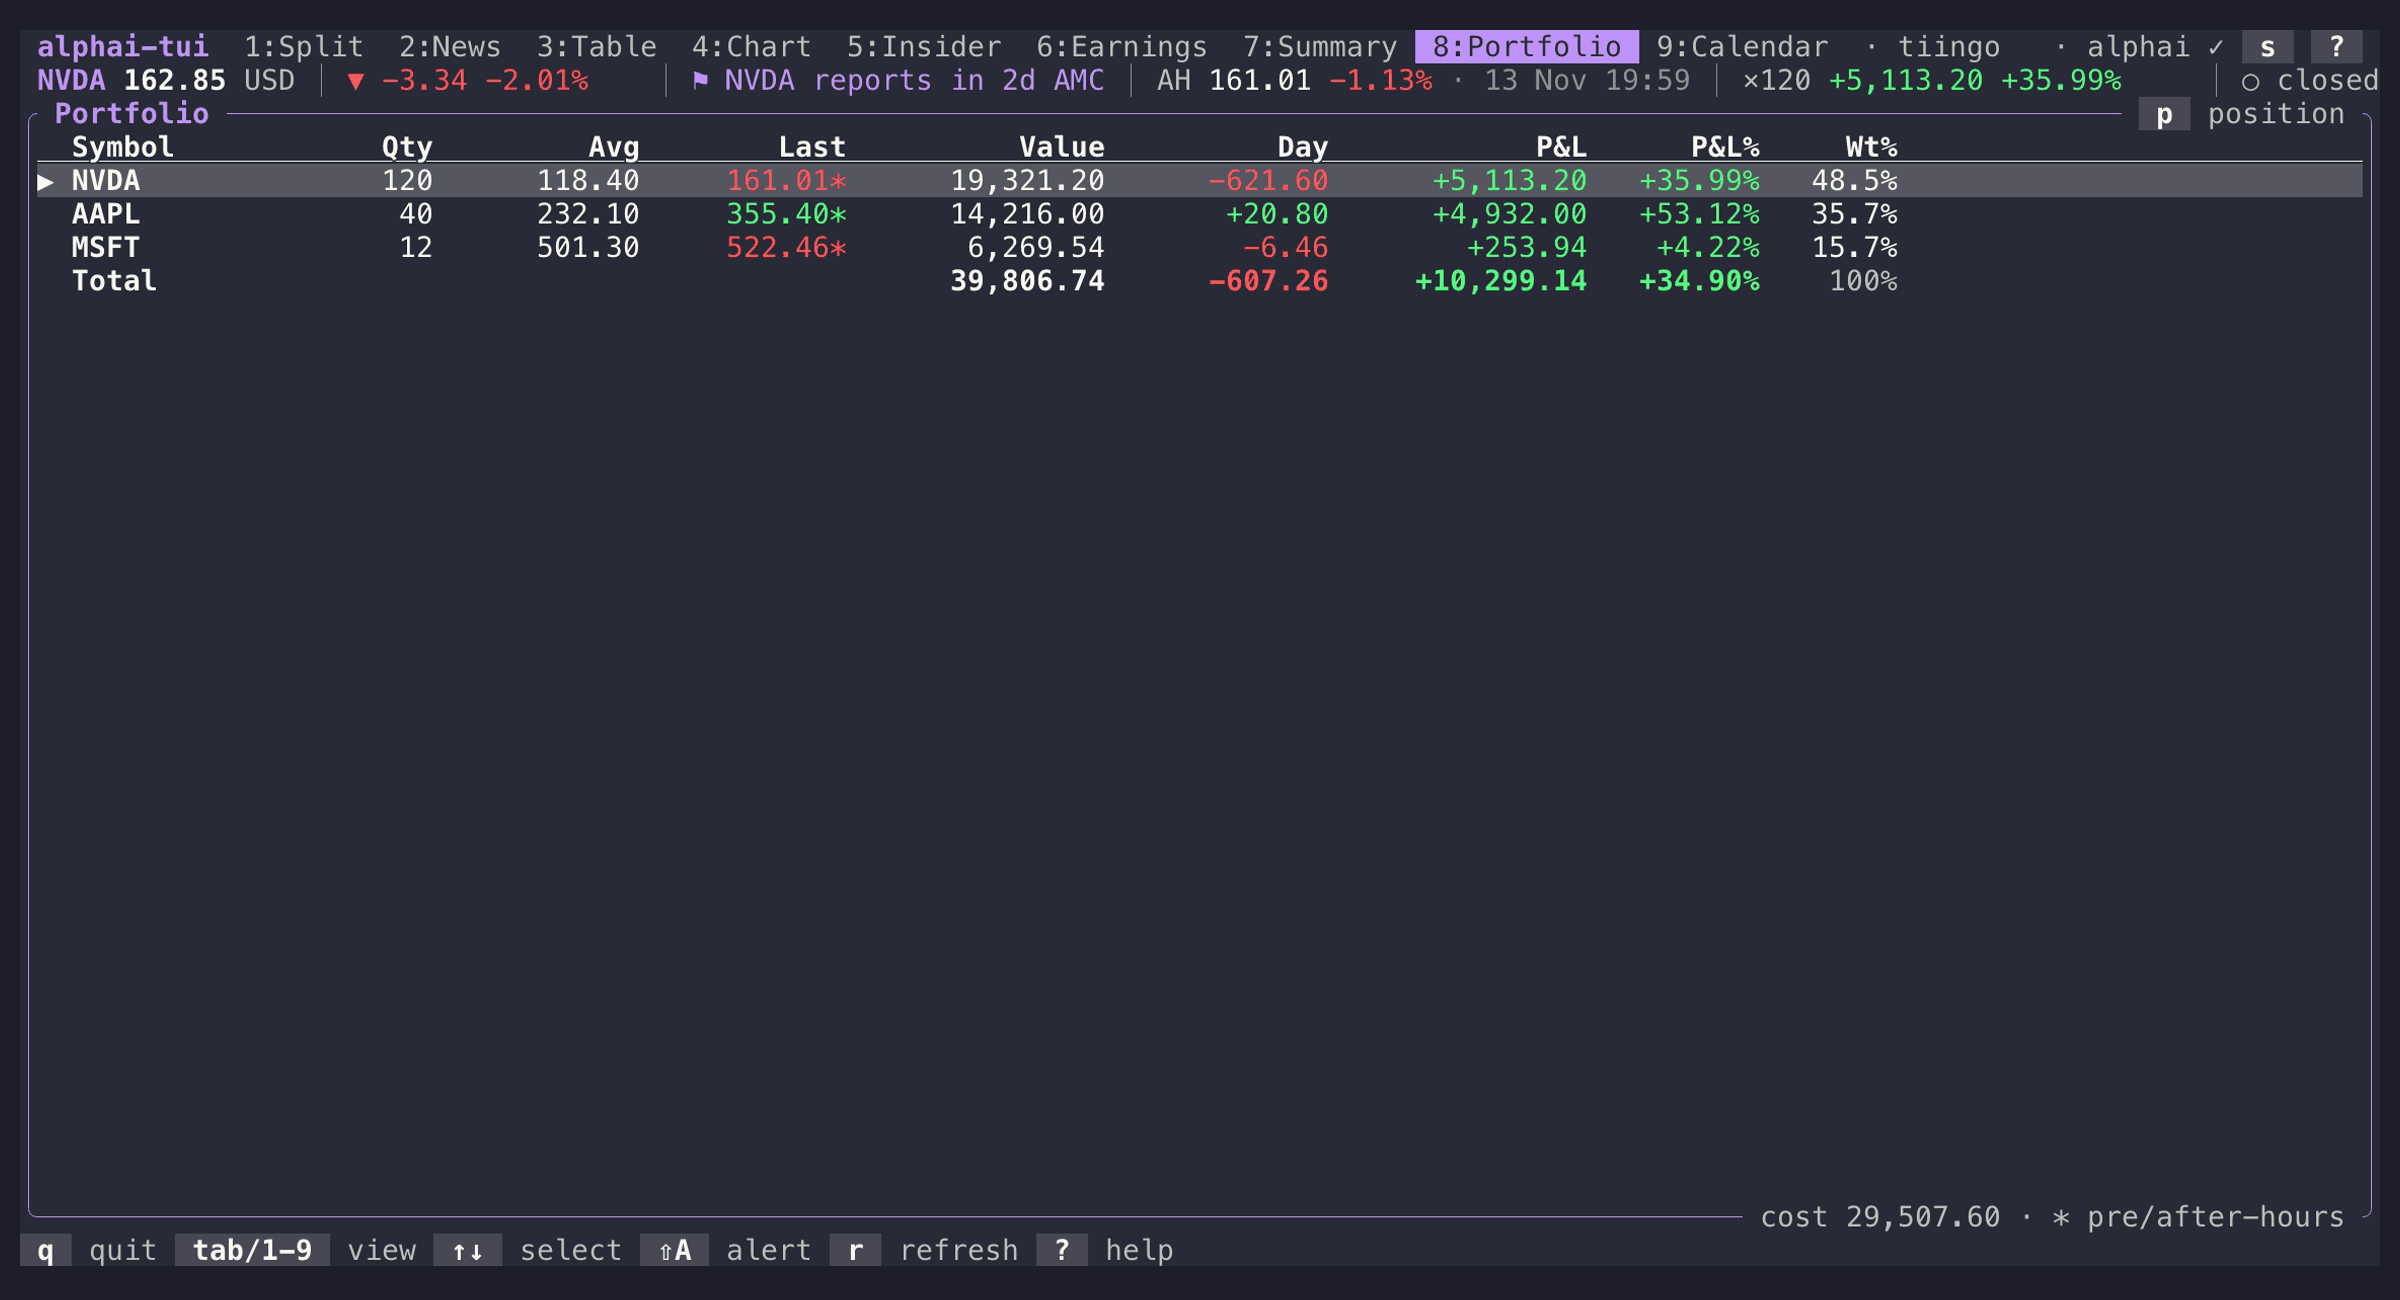 alphai-tui 1:Split 2:News 3:Table 4:Chart 5:Insider 6:Earnings 7:Summary 8:Portfolio 9:Calendar · tiingo · alphai ✓ s ?
NVDA 162.85 USD │ ▼ −3.34 −2.01% │ ⚑ NVDA reports in 2d AMC │ AH 161.01 −1.13% · 13 Nov 19:59 │ ×120 +5,113.20 +35.99% │ ○ closed
Portfolio p position
Symbol Qty Avg Last Value Day P&L P&L% Wt%
▶ NVDA 120 118.40 161.01* 19,321.20 −621.60 +5,113.20 +35.99% 48.5%
AAPL 40 232.10 355.40* 14,216.00 +20.80 +4,932.00 +53.12% 35.7%
MSFT 12 501.30 522.46* 6,269.54 −6.46 +253.94 +4.22% 15.7%
Total 39,806.74 −607.26 +10,299.14 +34.90% 100%
cost 29,507.60 · * pre/after-hours
q quit tab/1-9 view ↑↓ select ⇧A alert r refresh ? help